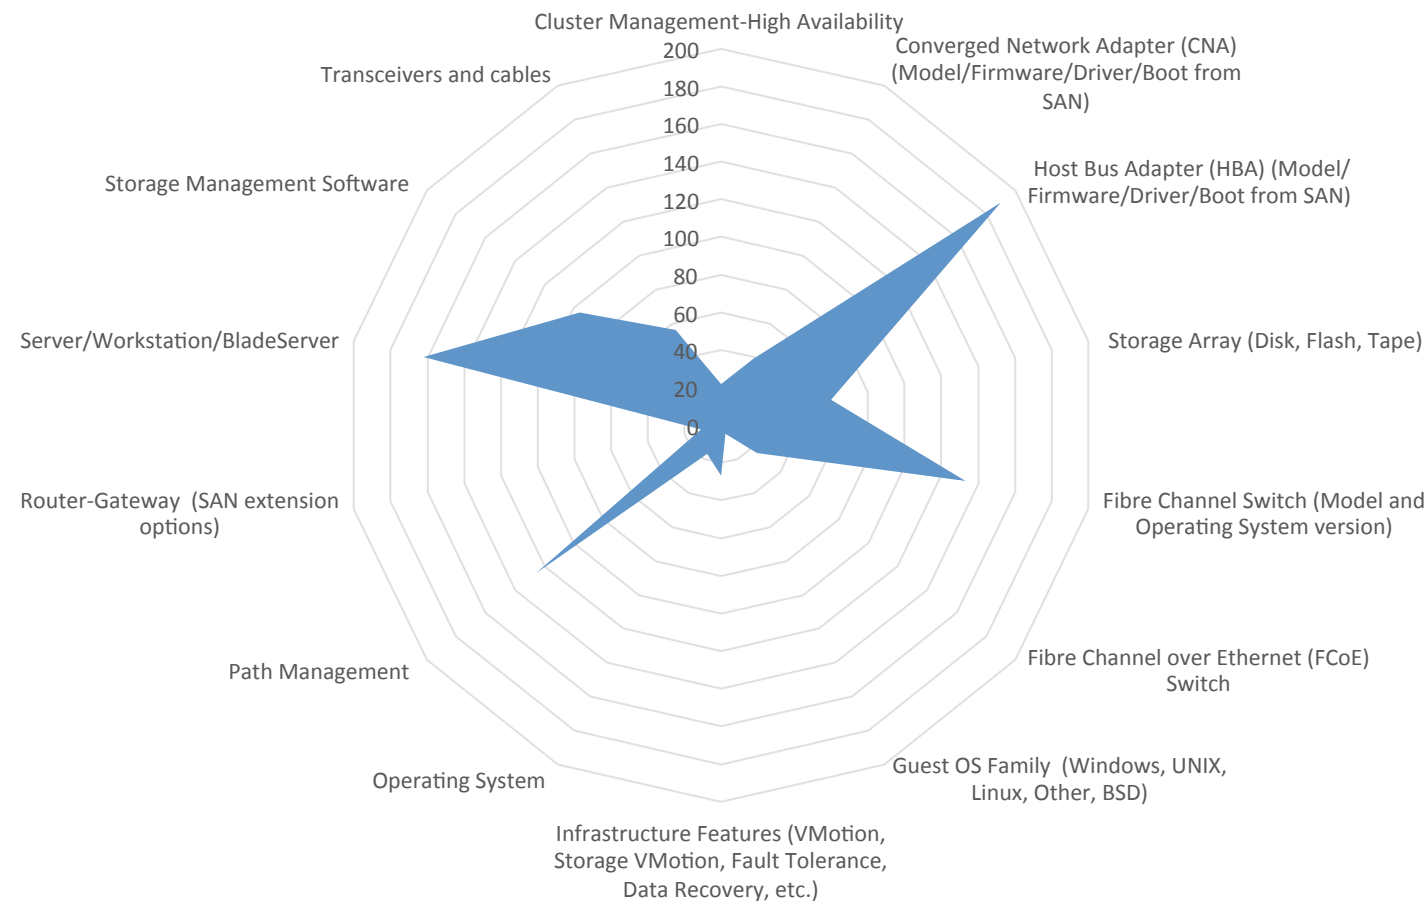 Cluster Management-High Availability
Converged Network Adapter (CNA)
(Model/Firmware/Driver/Boot from
SAN)
Host Bus Adapter (HBA) (Model/
Firmware/Driver/Boot from SAN)
Storage Array (Disk, Flash, Tape)
Fibre Channel Switch (Model and
Operating System version)
Fibre Channel over Ethernet (FCoE)
Switch
Guest OS Family  (Windows, UNIX,
Linux, Other, BSD)
Infrastructure Features (VMotion,
Storage VMotion, Fault Tolerance,
Data Recovery, etc.)
Operating System
Path Management
Router-Gateway  (SAN extension
options)
Server/Workstation/BladeServer
Storage Management Software
Transceivers and cables
200
180
160
140
120
100
80
60
40
20
0